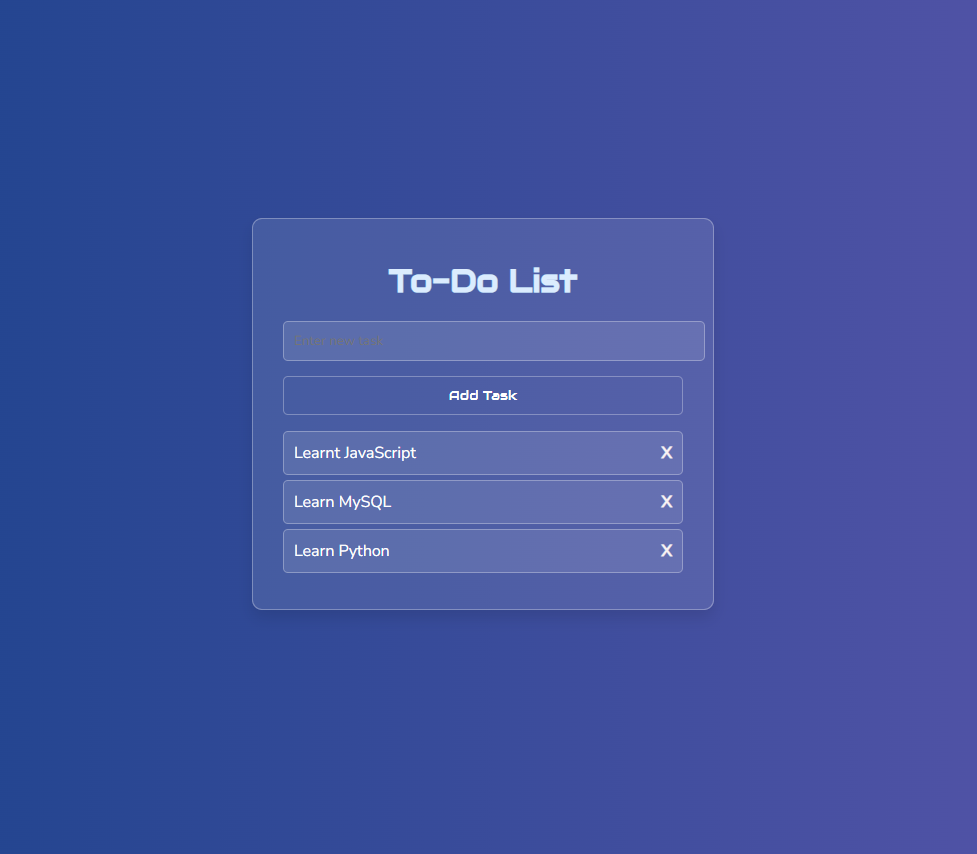 To-Do List
Enter new task
Add Task
Learnt JavaScript X
Learn MySQL X
Learn Python X